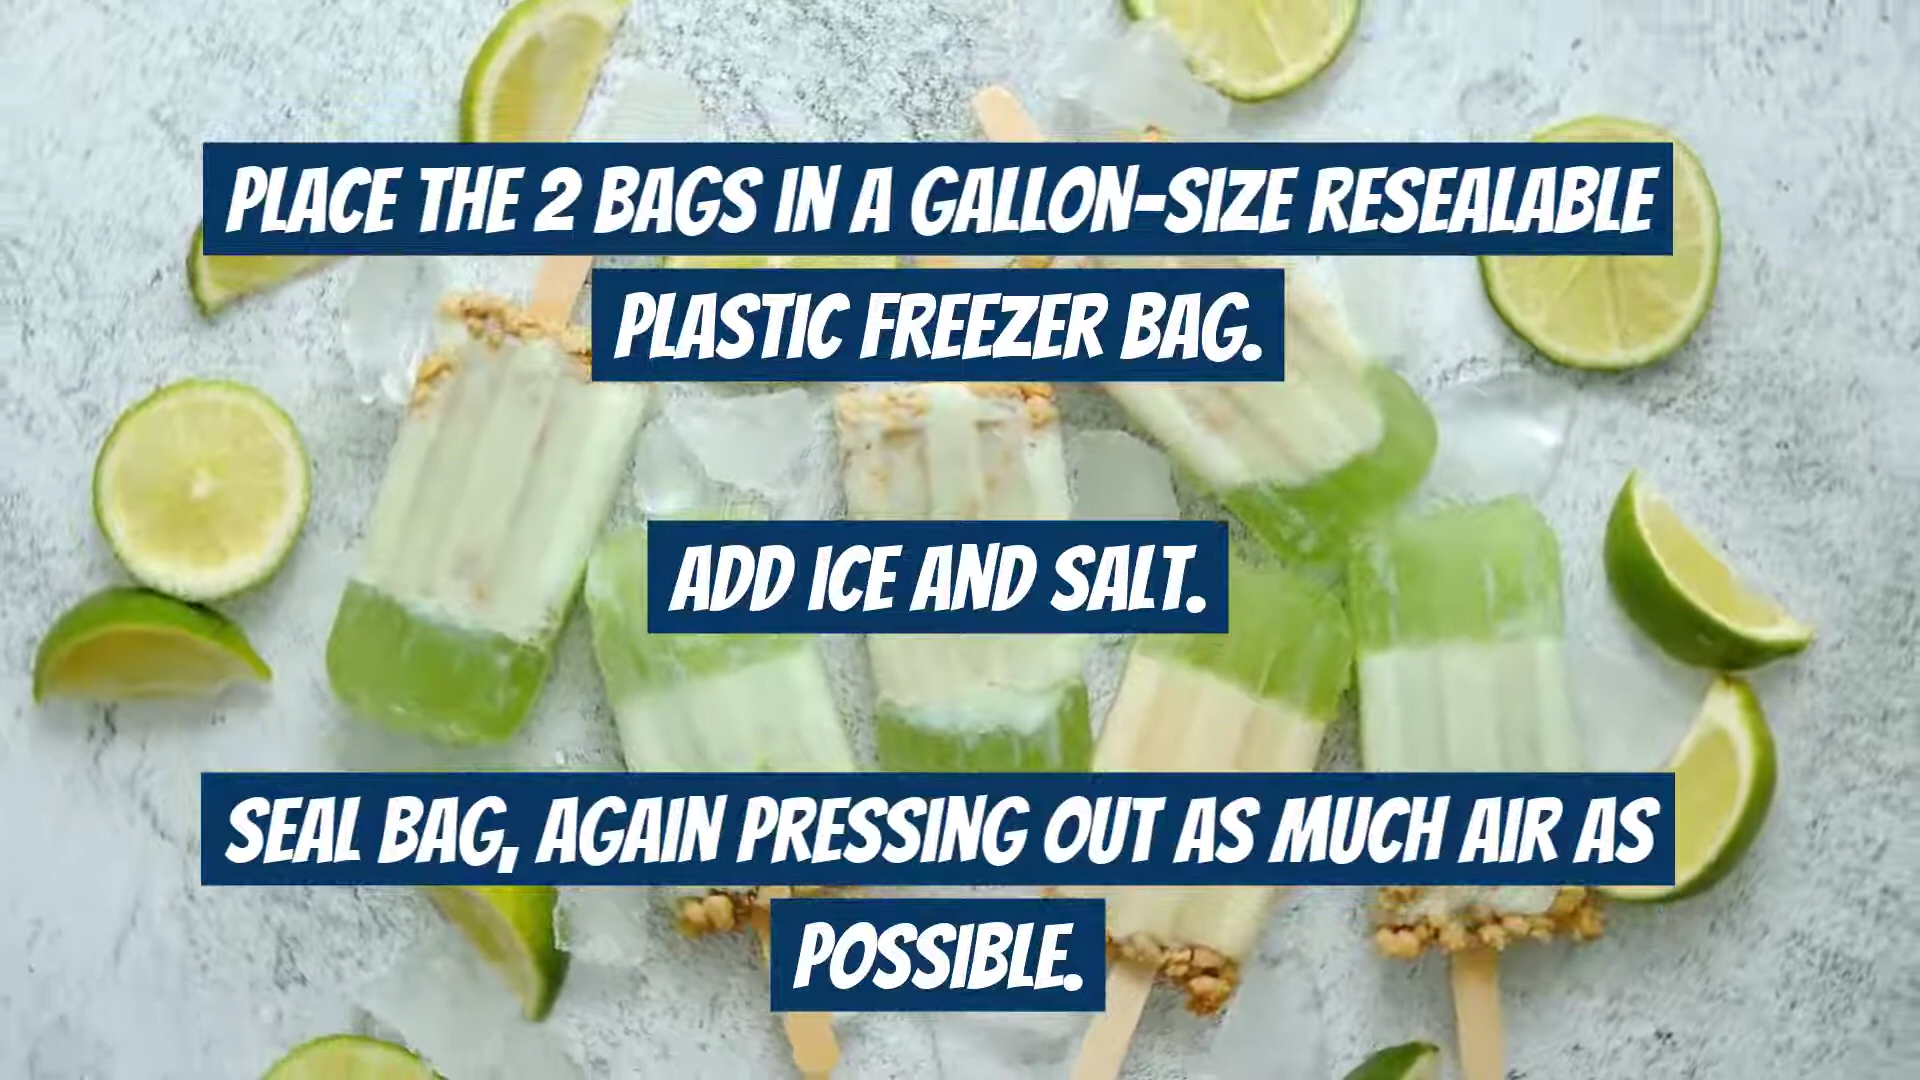 PLACE THE 2 BAGS IN A GALLON-SIZE RESEALABLE
PLASTIC FREEZER BAG.
ADD ICE AND SALT.
SEAL BAG, AGAIN PRESSING OUT AS MUCH AIR AS
POSSIBLE.